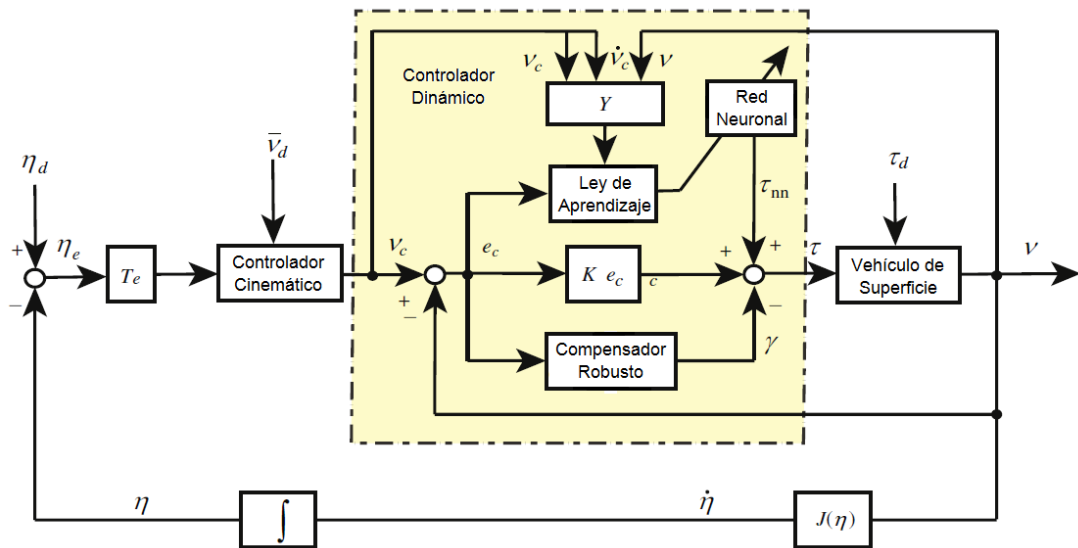 ν_c
ν̇_c
ν
Controlador
Dinámico
Y
Red
Neuronal
ν̄_d
η_d
τ_d
Ley de
Aprendizaje
τ_nn
+
η_e
T_e
Controlador
Cinemático
ν_c
e_c
K e_c
c
+
+
τ
Vehículo de
Superficie
ν
−
+
−
−
Compensador
Robusto
γ
η
∫
η̇
J(η)